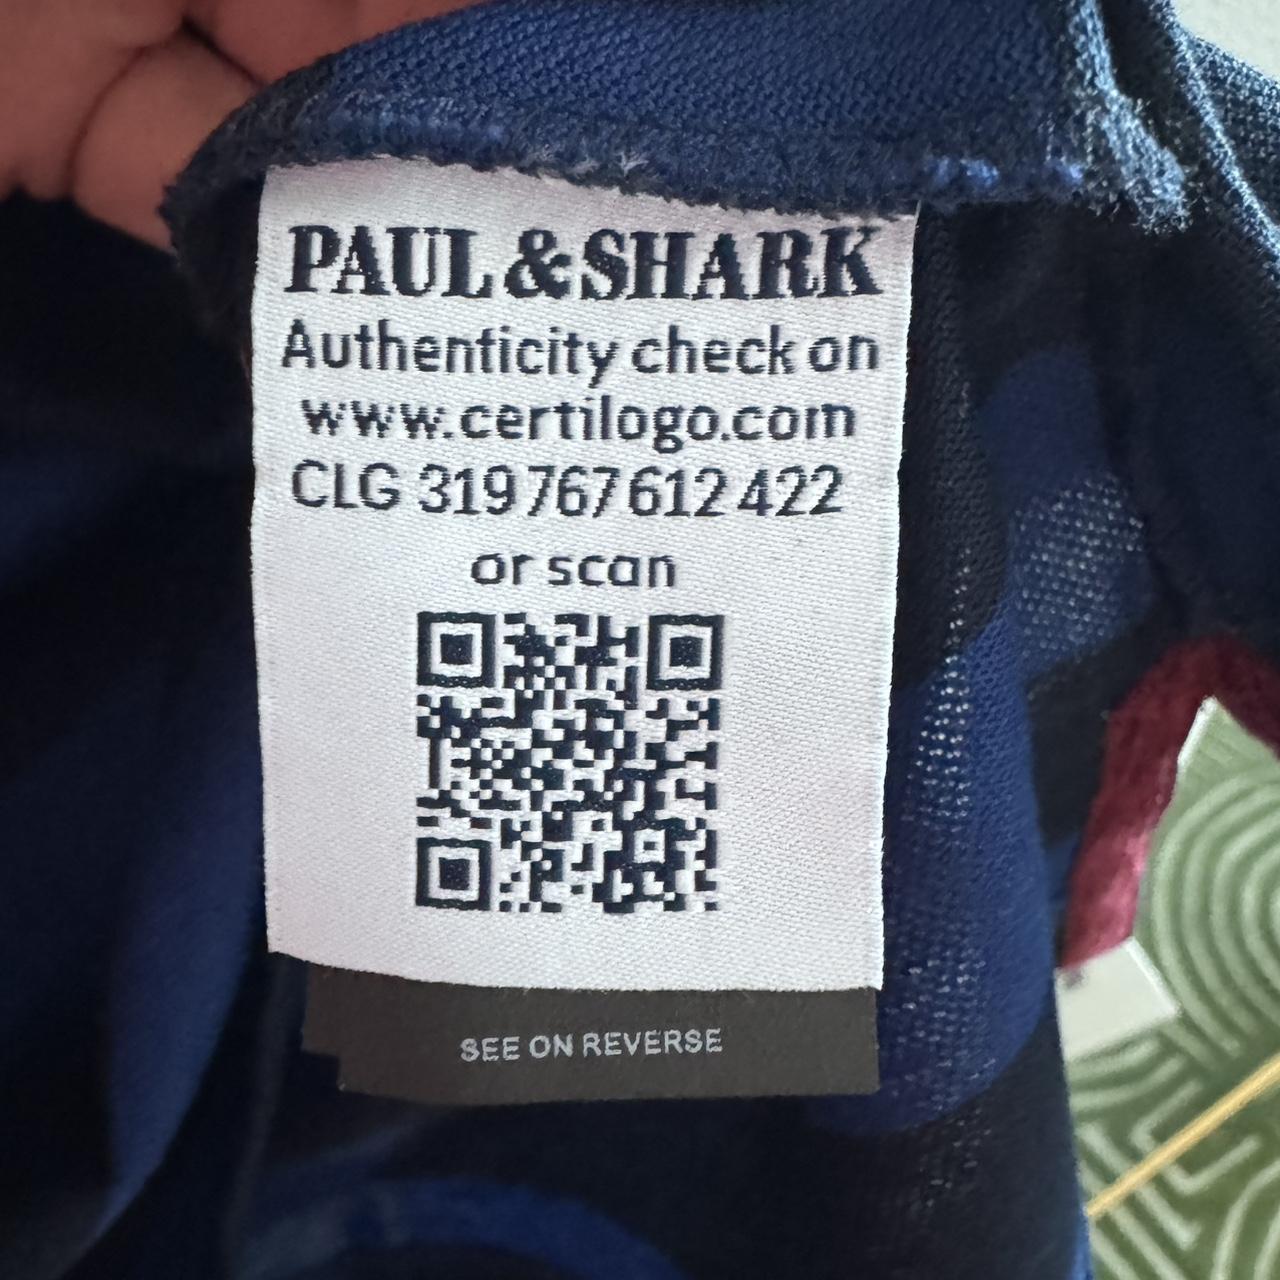 PAUL & SHARK
Authenticity check on
www.certilogo.com
CLG 319 767 612 422
or scan
SEE ON REVERSE